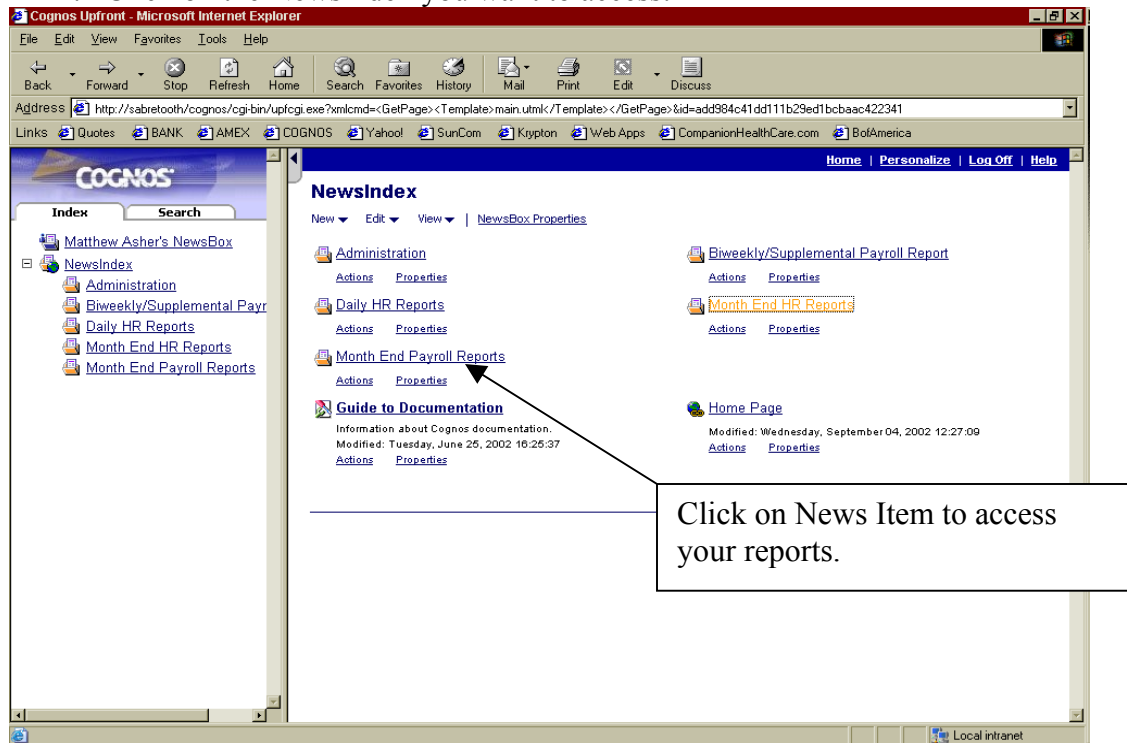 Cognos Upfront - Microsoft Internet Explorer
File Edit View Favorites Tools Help
Back Forward Stop Refresh Home Search Favorites History Mail Print Edit Discuss
Address http://sabretooth/cognos/cgi-bin/upfcgi.exe?xmlcmd=<GetPage><Template>main.utml</Template></GetPage>&id=add984c41dd111b29ed1bcbaac422341
Links Quotes BANK AMEX COGNOS Yahoo! SunCom Krypton Web Apps CompanionHealthCare.com BofAmerica
Home | Personalize | Log Off | Help
COGNOS
Index Search
Matthew Asher's NewsBox
NewsIndex
Administration
Biweekly/Supplemental Payr
Daily HR Reports
Month End HR Reports
Month End Payroll Reports
NewsIndex
New Edit View | NewsBox Properties
Administration Biweekly/Supplemental Payroll Report
Actions Properties Actions Properties
Daily HR Reports Month End HR Reports
Actions Properties Actions Properties
Month End Payroll Reports
Actions Properties
Guide to Documentation Home Page
Information about Cognos documentation. Modified: Wednesday, September 04, 2002 12:27:09
Modified: Tuesday, June 25, 2002 16:25:37 Actions Properties
Actions Properties
Click on News Item to access
your reports.
Local intranet